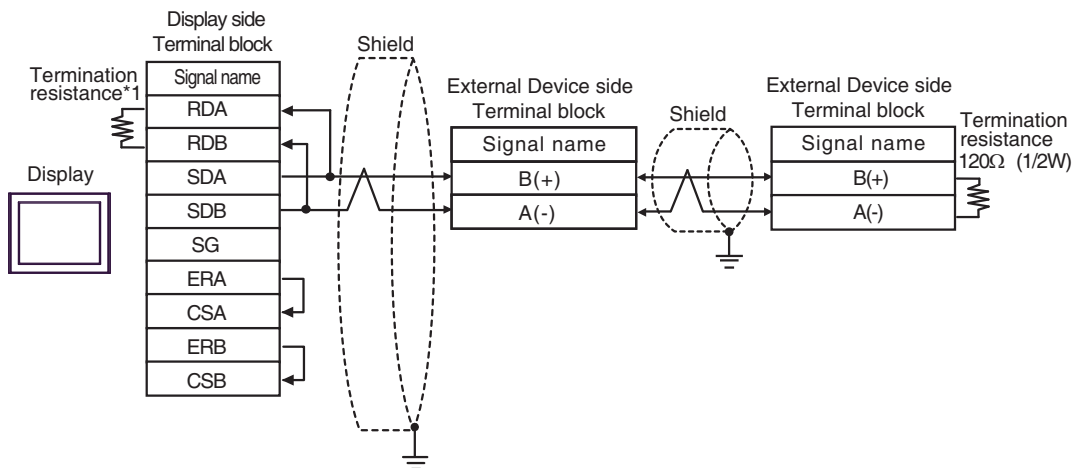 Display side
Terminal block
Shield
Termination
resistance*1
Signal name
RDA
RDB
SDA
SDB
SG
ERA
CSA
ERB
CSB
Display
External Device side
Terminal block
Signal name
B(+)
A(-)
Shield
External Device side
Terminal block
Signal name
B(+)
A(-)
Termination
resistance
120Ω (1/2W)